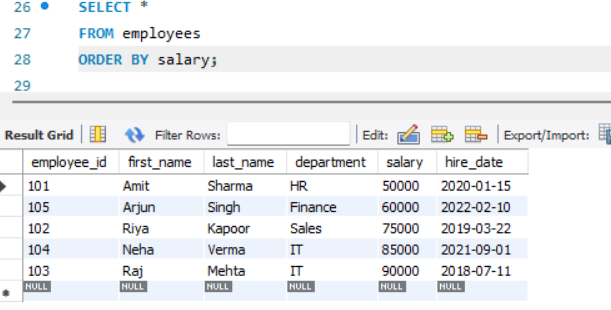 26 SELECT *
27 FROM employees
28 ORDER BY salary;
29
Result Grid Filter Rows: Edit: Export/Import:
employee_id first_name last_name department salary hire_date
101 Amit Sharma HR 50000 2020-01-15
105 Arjun Singh Finance 60000 2022-02-10
102 Riya Kapoor Sales 75000 2019-03-22
104 Neha Verma IT 85000 2021-09-01
103 Raj Mehta IT 90000 2018-07-11
NULL NULL NULL NULL NULL NULL